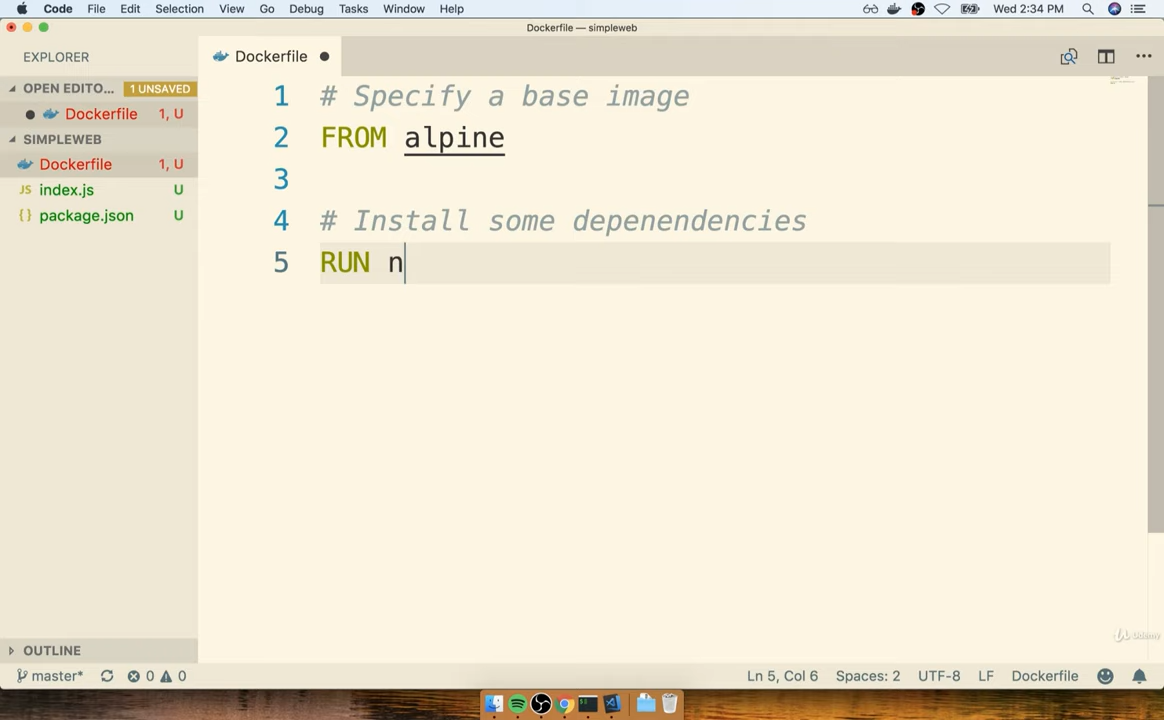 Code File Edit Selection View Go Debug Tasks Window Help Wed 2:34 PM
Dockerfile — simpleweb
EXPLORER
Dockerfile
OPEN EDITO... 1 UNSAVED
Dockerfile 1, U
SIMPLEWEB
Dockerfile 1, U
JS index.js U
{} package.json U
1 # Specify a base image
2 FROM alpine
3
4 # Install some depenendencies
5 RUN n
OUTLINE
Udemy
master* 0 0 Ln 5, Col 6 Spaces: 2 UTF-8 LF Dockerfile